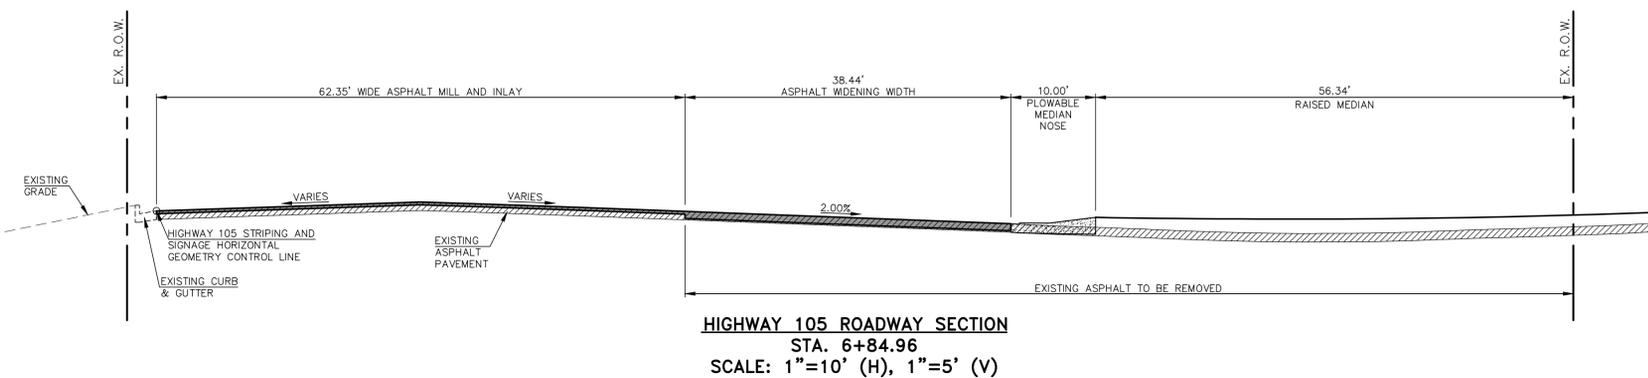 EX. R.O.W.
EX. R.O.W.
62.35' WIDE ASPHALT MILL AND INLAY
38.44'
ASPHALT WIDENING WIDTH
10.00'
PLOWABLE
MEDIAN
NOSE
56.34'
RAISED MEDIAN
EXISTING
GRADE
VARIES
VARIES
2.00%
HIGHWAY 105 STRIPING AND
SIGNAGE HORIZONTAL
GEOMETRY CONTROL LINE
EXISTING
ASPHALT
PAVEMENT
EXISTING CURB
& GUTTER
EXISTING ASPHALT TO BE REMOVED
HIGHWAY 105 ROADWAY SECTION
STA. 6+84.96
SCALE: 1"=10' (H), 1"=5' (V)